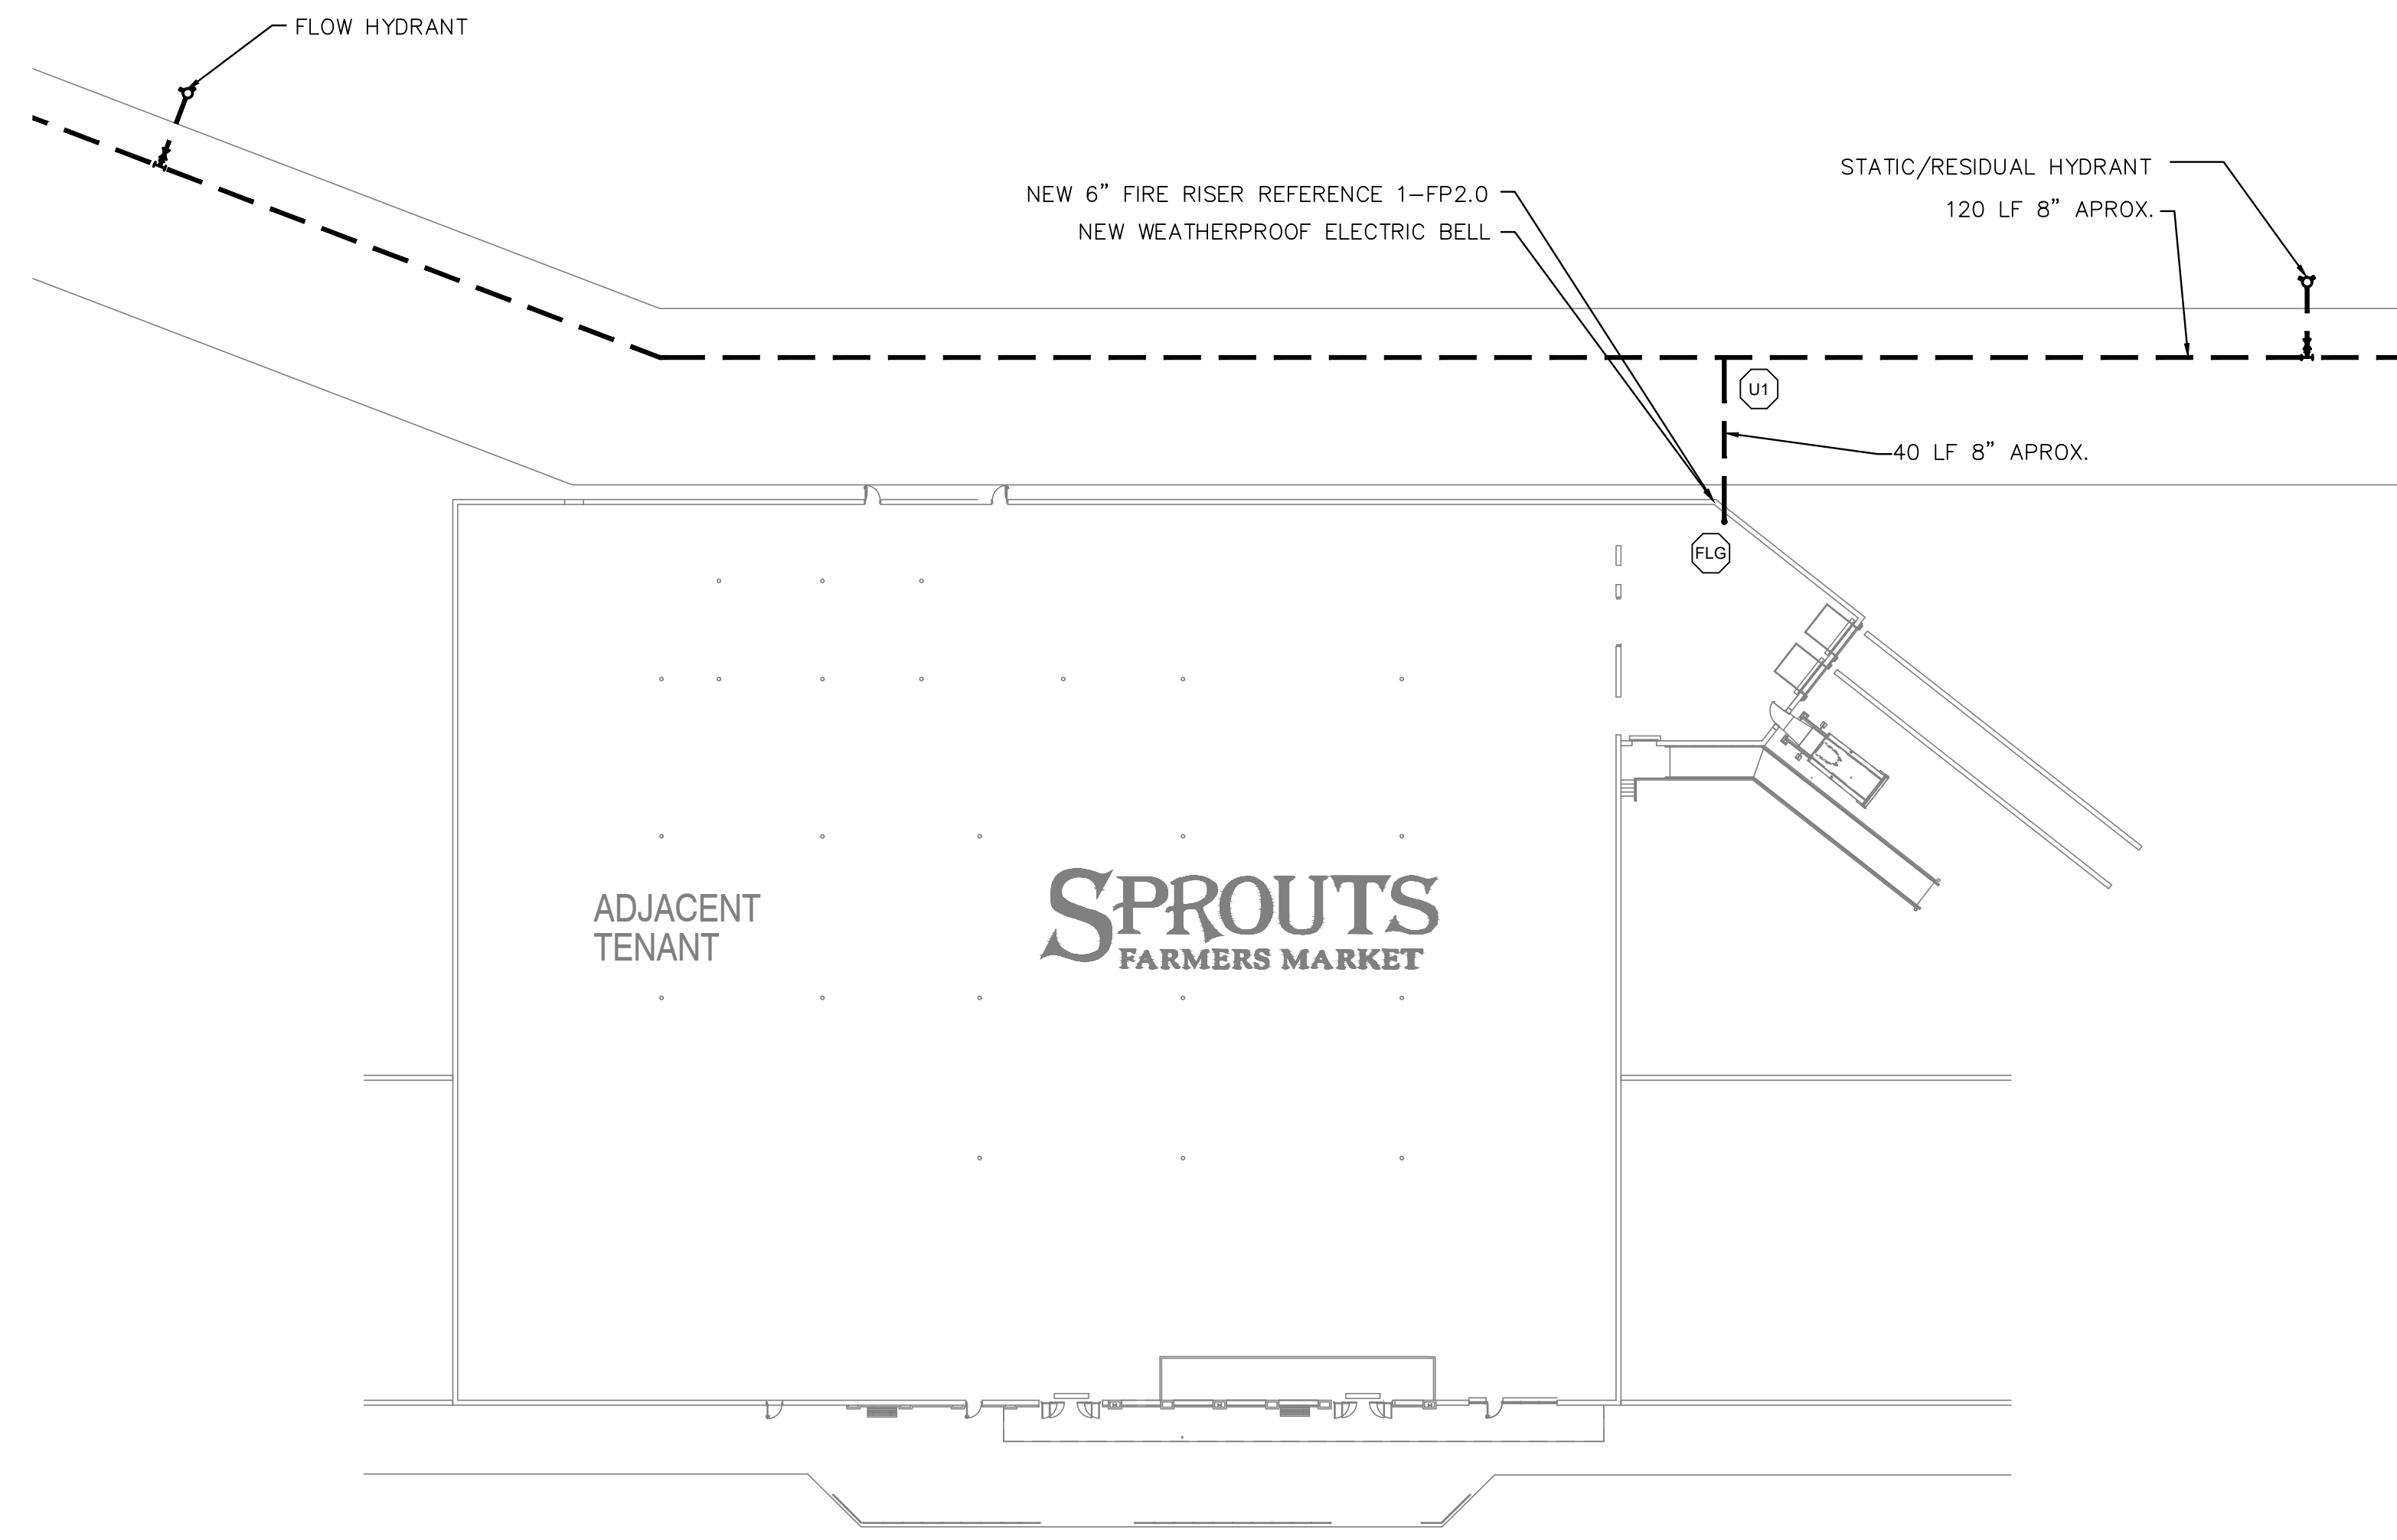 FLOW HYDRANT
STATIC/RESIDUAL HYDRANT
NEW 6" FIRE RISER REFERENCE 1-FP2.0
120 LF 8" APROX.
NEW WEATHERPROOF ELECTRIC BELL
U1
40 LF 8" APROX.
FLG
ADJACENT
TENANT
SPROUTS
FARMERS MARKET